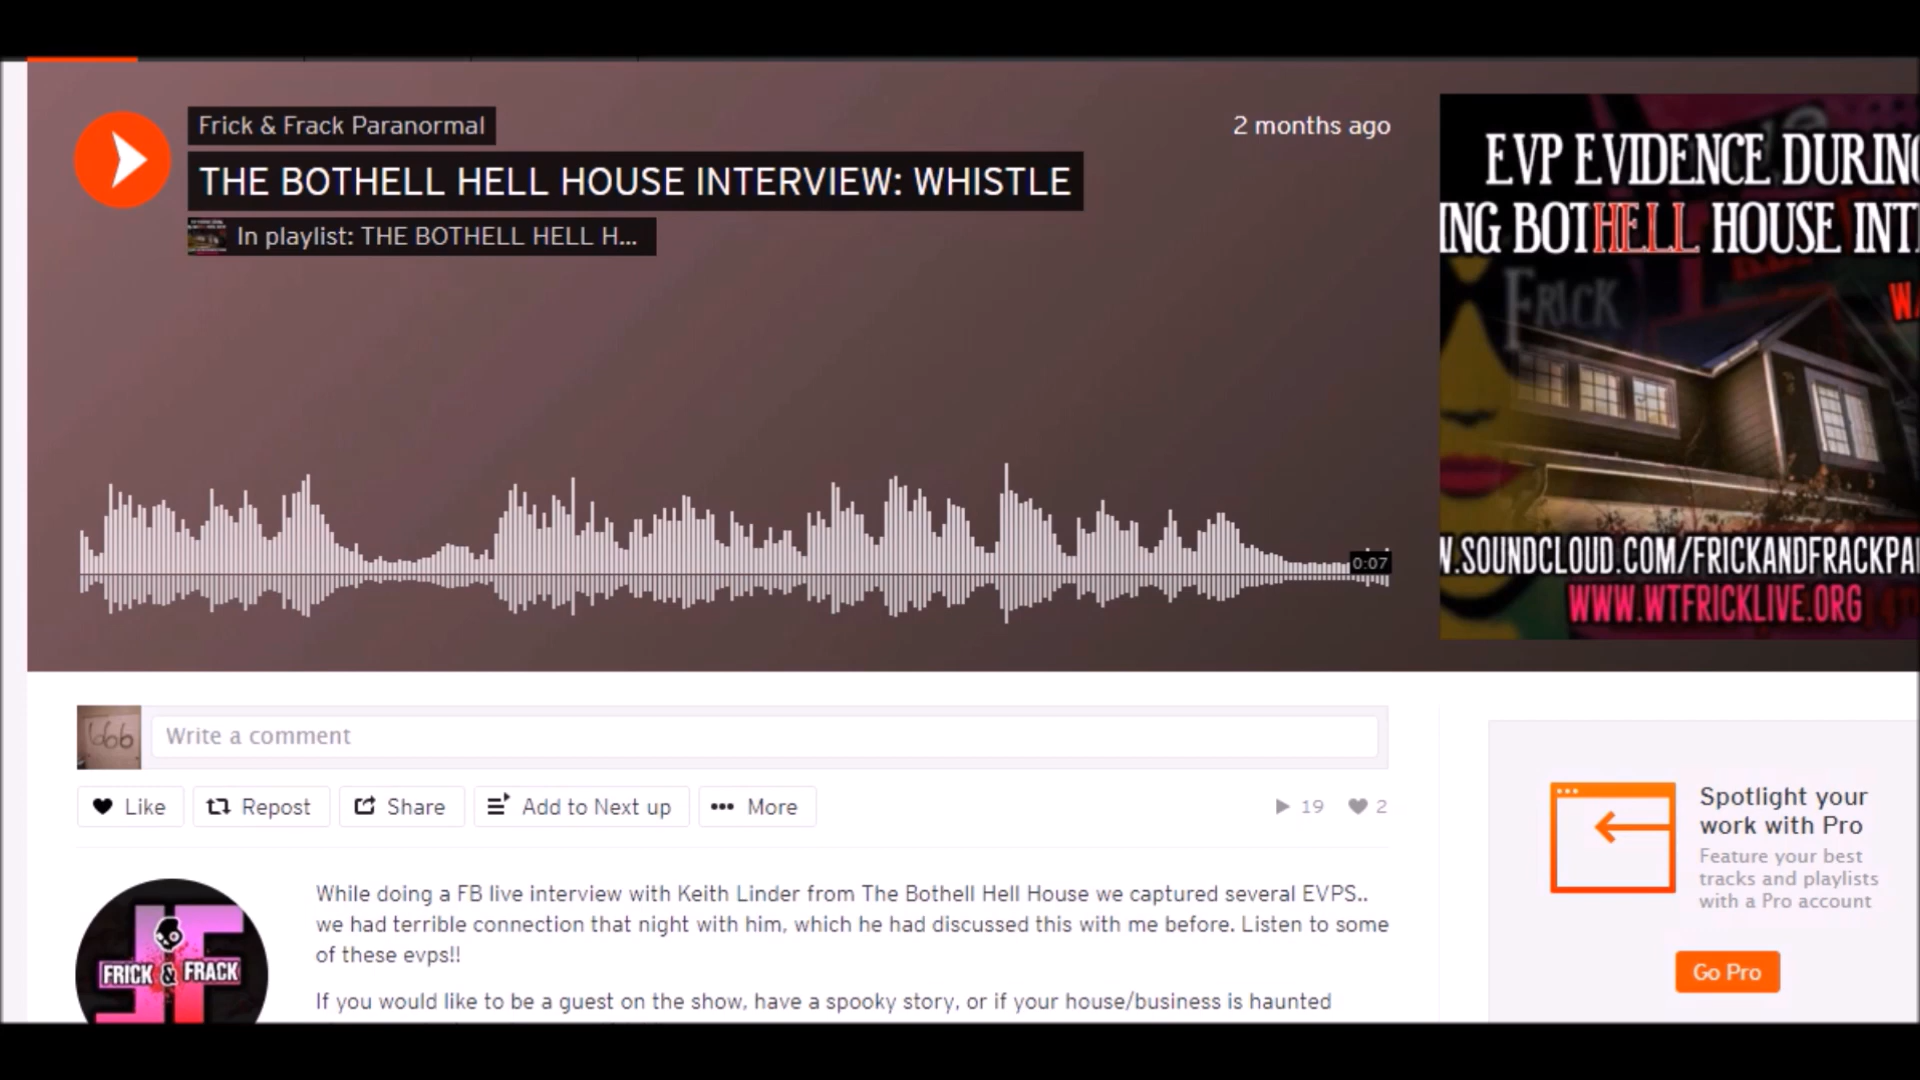 Frick & Frack Paranormal
2 months ago
THE BOTHELL HELL HOUSE INTERVIEW: WHISTLE
In playlist: THE BOTHELL HELL H...
0:07
EVP EVIDENCE DURING
ING BOTHELL HOUSE INT
FRICK
W.SOUNDCLOUD.COM/FRICKANDFRACKPA
WWW.WTFRICKLIVE.ORG
666
Write a comment
Like
Repost
Share
Add to Next up
More
19
2
Spotlight your
work with Pro
Feature your best
tracks and playlists
with a Pro account
Go Pro
FRICK & FRACK
While doing a FB live interview with Keith Linder from The Bothell Hell House we captured several EVPS..
we had terrible connection that night with him, which he had discussed this with me before. Listen to some
of these evps!!
If you would like to be a guest on the show, have a spooky story, or if your house/business is haunted